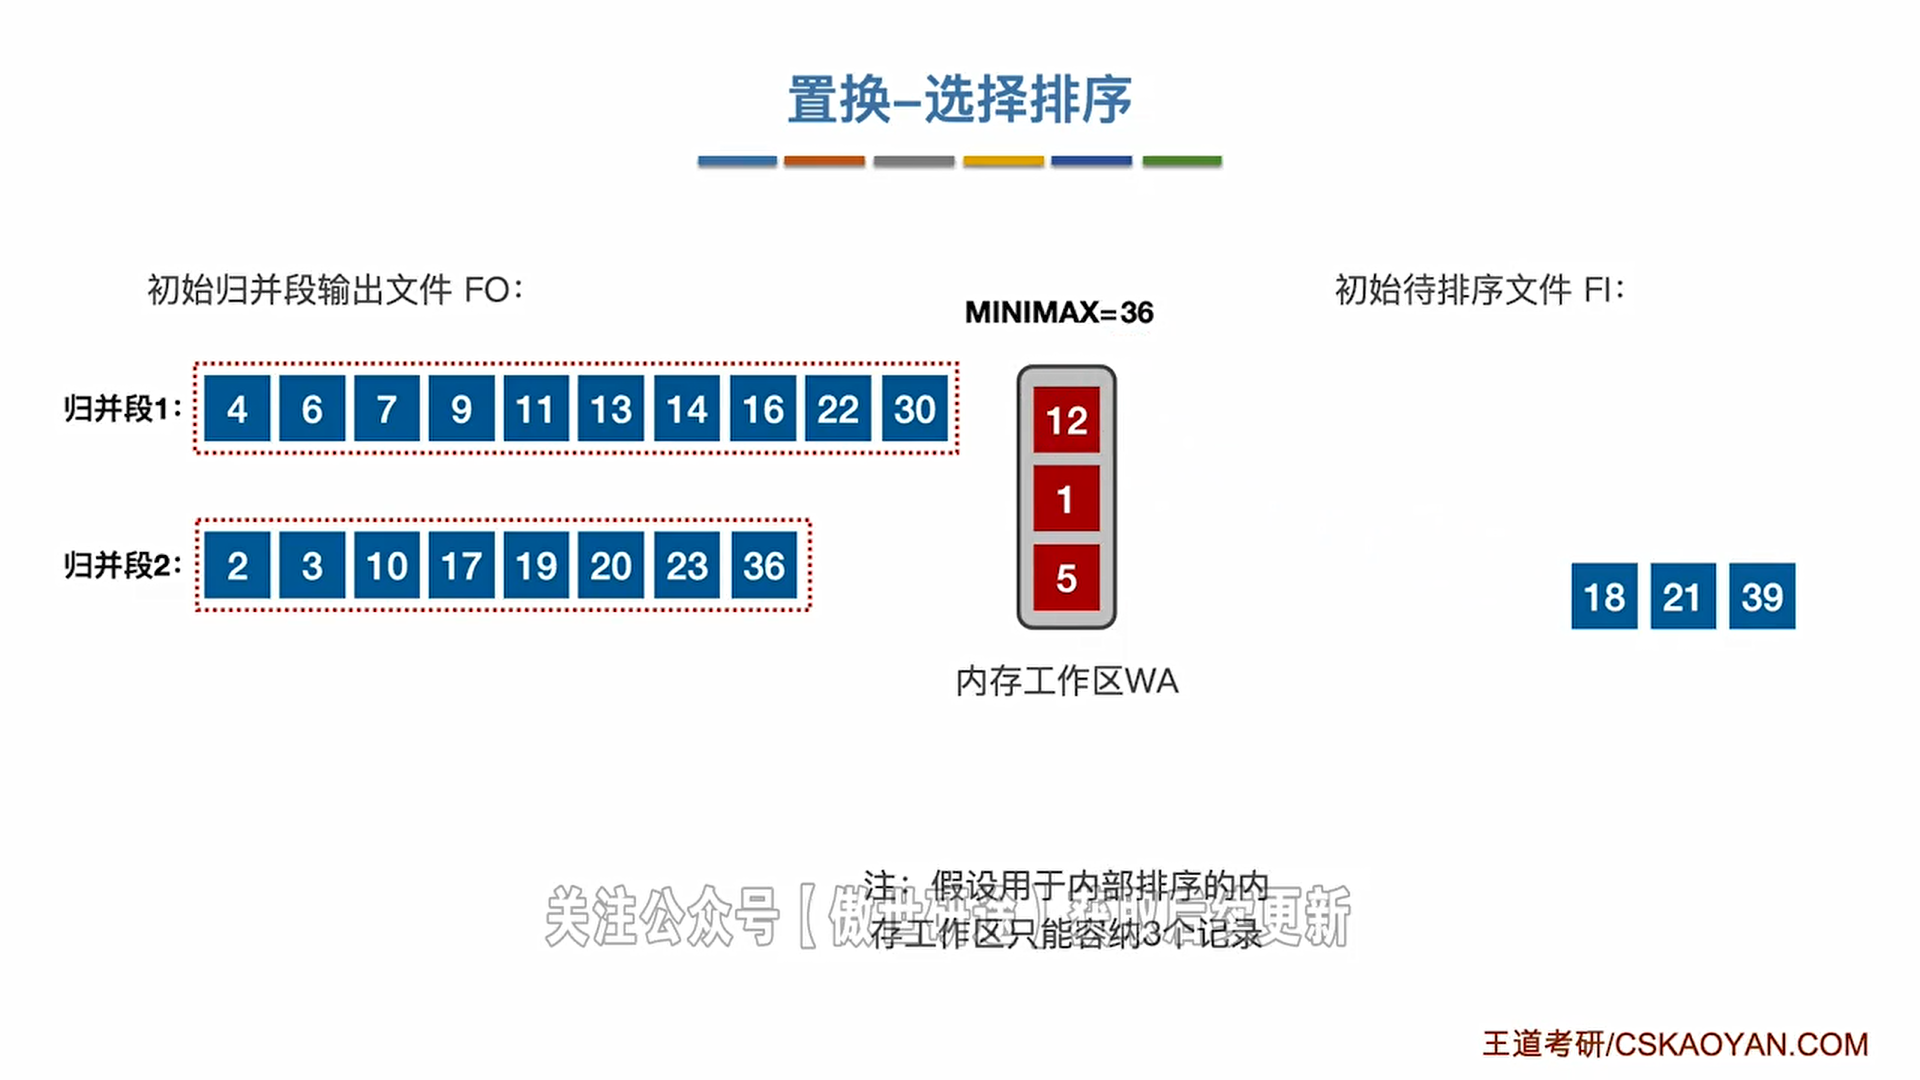 置换–选择排序
初始归并段输出文件 FO：
MINIMAX=36
初始待排序文件 FI：
归并段1：
4 6 7 9 11 13 14 16 22 30
归并段2：
2 3 10 17 19 20 23 36
12
1
5
18 21 39
内存工作区WA
注：假设用于内部排序的内
存工作区只能容纳3个记录
关注公众号【傲世研途】获取后续更新
王道考研/CSKAOYAN.COM